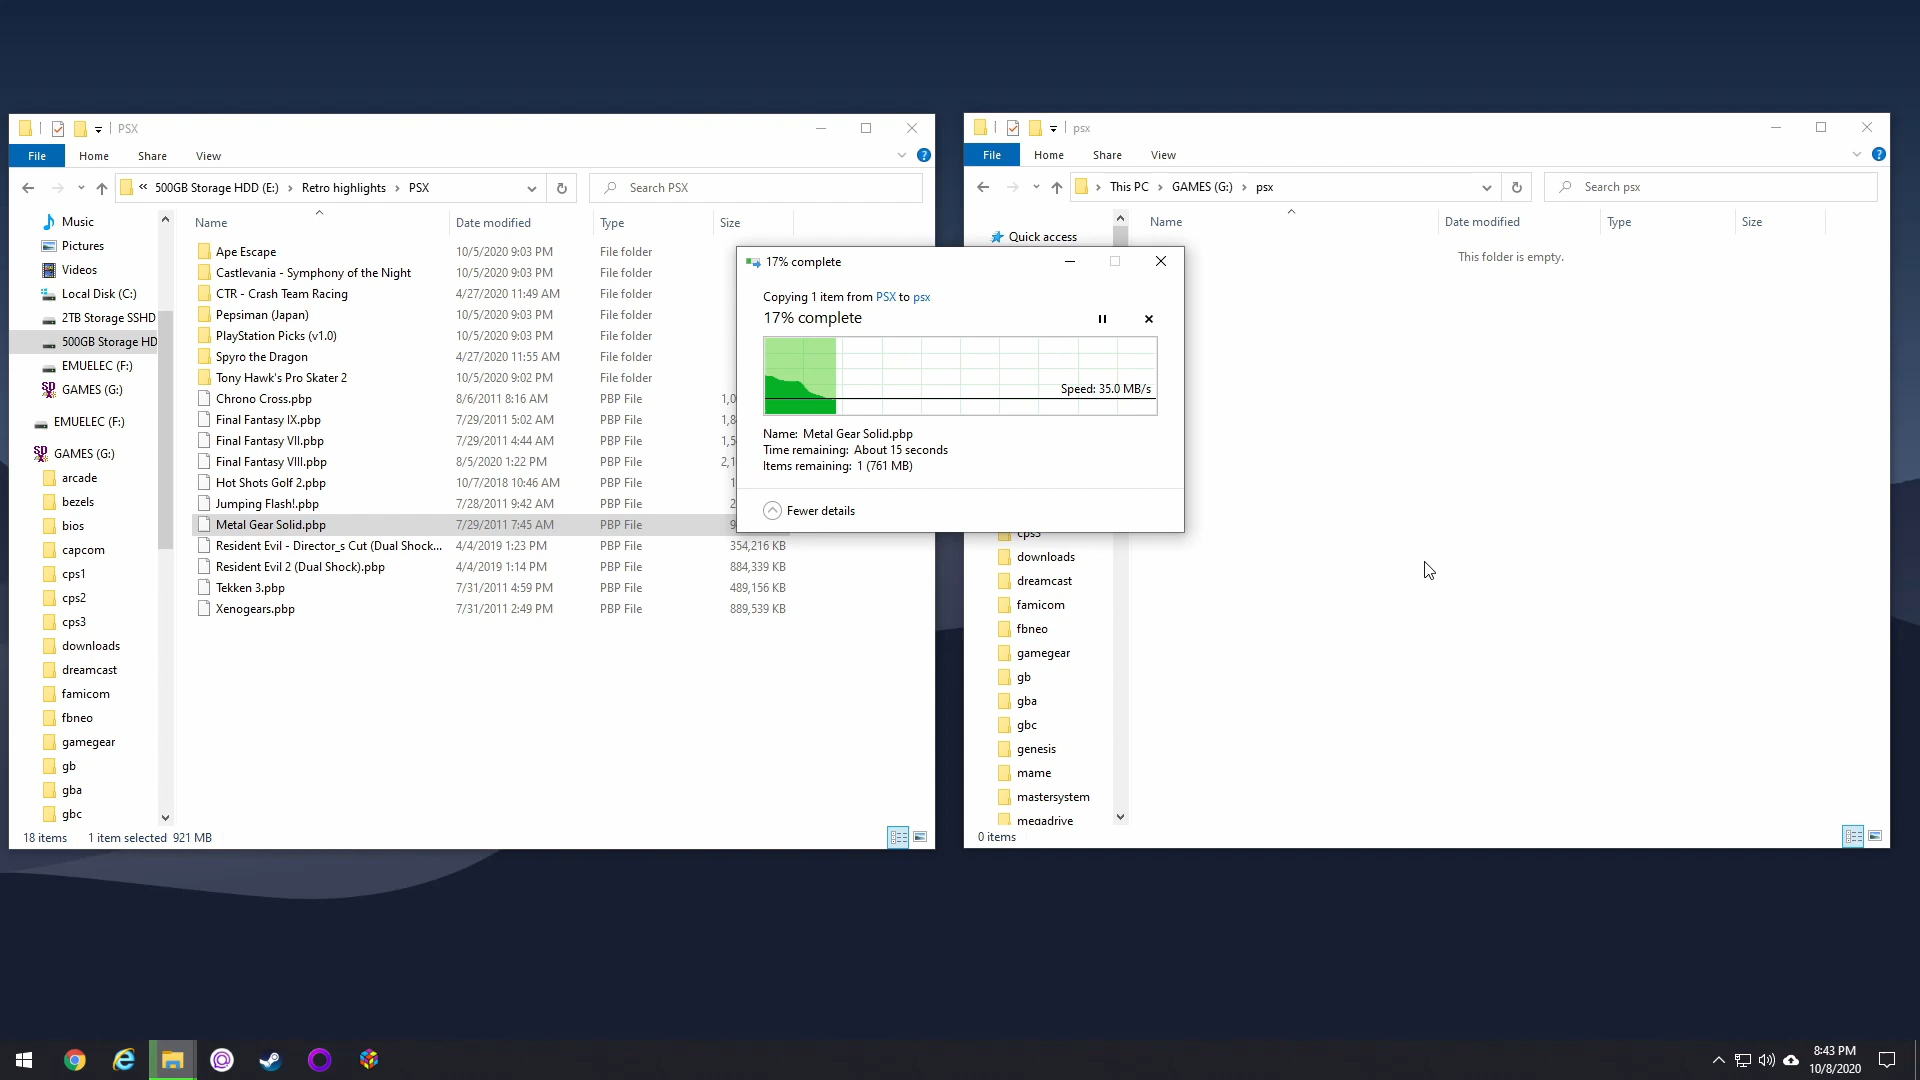 PSX
File Home Share View
« 500GB Storage HDD (E:) › Retro highlights › PSX
Search PSX
Music
Pictures
Videos
Local Disk (C:)
2TB Storage SSHD
500GB Storage HD
EMUELEC (F:)
GAMES (G:)
EMUELEC (F:)
GAMES (G:)
arcade
bezels
bios
capcom
cps1
cps2
cps3
downloads
dreamcast
famicom
fbneo
gamegear
gb
gba
gbc
Name Date modified Type Size
Ape Escape 10/5/2020 9:03 PM File folder
Castlevania - Symphony of the Night 10/5/2020 9:03 PM File folder
CTR - Crash Team Racing 4/27/2020 11:49 AM File folder
Pepsiman (Japan) 10/5/2020 9:03 PM File folder
PlayStation Picks (v1.0) 10/5/2020 9:03 PM File folder
Spyro the Dragon 4/27/2020 11:55 AM File folder
Tony Hawk's Pro Skater 2 10/5/2020 9:02 PM File folder
Chrono Cross.pbp 8/6/2011 8:16 AM PBP File 1,0
Final Fantasy IX.pbp 7/29/2011 5:02 AM PBP File 1,8
Final Fantasy VII.pbp 7/29/2011 4:44 AM PBP File 1,5
Final Fantasy VIII.pbp 8/5/2020 1:22 PM PBP File 2,1
Hot Shots Golf 2.pbp 10/7/2018 10:46 AM PBP File 1
Jumping Flash!.pbp 7/28/2011 9:42 AM PBP File 2
Metal Gear Solid.pbp 7/29/2011 7:45 AM PBP File 9
Resident Evil - Director_s Cut (Dual Shock... 4/4/2019 1:23 PM PBP File 354,216 KB
Resident Evil 2 (Dual Shock).pbp 4/4/2019 1:14 PM PBP File 884,339 KB
Tekken 3.pbp 7/31/2011 4:59 PM PBP File 489,156 KB
Xenogears.pbp 7/31/2011 2:49 PM PBP File 889,539 KB
18 items 1 item selected 921 MB
17% complete
Copying 1 item from PSX to psx
17% complete
Speed: 35.0 MB/s
Name: Metal Gear Solid.pbp
Time remaining: About 15 seconds
Items remaining: 1 (761 MB)
Fewer details
psx
File Home Share View
› This PC › GAMES (G:) › psx
Search psx
Name Date modified Type Size
This folder is empty.
Quick access
cps3
downloads
dreamcast
famicom
fbneo
gamegear
gb
gba
gbc
genesis
mame
mastersystem
megadrive
0 items
8:43 PM
10/8/2020